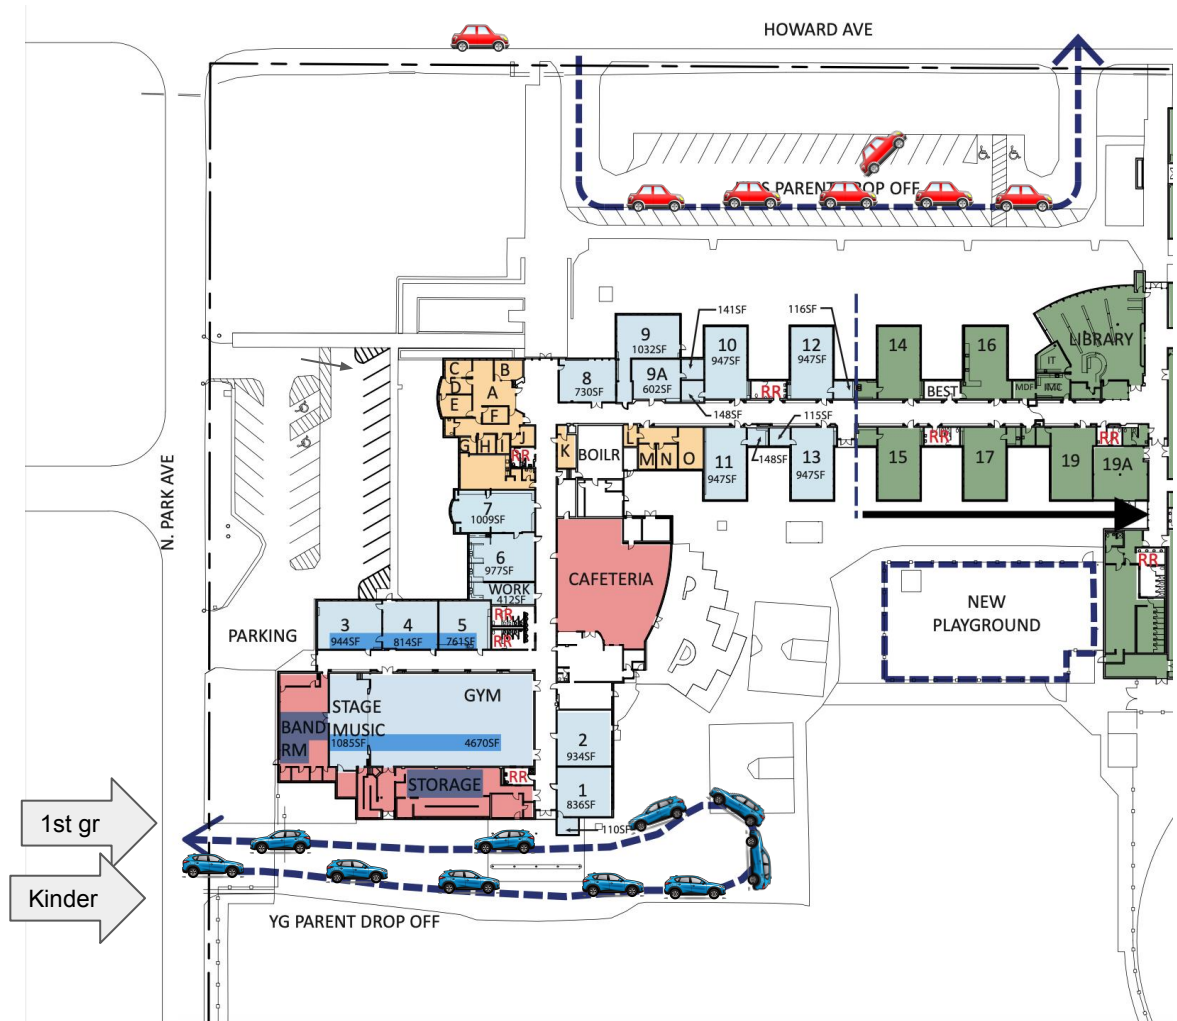 HOWARD AVE
S PARENT DROP OFF
141SF
116SF
9
1032SF
10
947SF
12
947SF
14
16
LIBRARY
IT
C
B
D
A
E
F
8
730SF
9A
602SF
RR
BEST
MDF
IMC
148SF
115SF
G
H
I
J
RR
K
BOILR
M
N
O
11
947SF
148SF
13
947SF
RR
15
17
19
RR
19A
N. PARK AVE
7
1009SF
6
977SF
WORK
412SF
CAFETERIA
P
P
RR
NEW
PLAYGROUND
PARKING
3
944SF
4
814SF
5
761SF
RR
RR
GYM
STAGE
MUSIC
1085SF
4670SF
BAND
RM
STORAGE
RR
2
934SF
1
836SF
110SF
1st gr
Kinder
YG PARENT DROP OFF